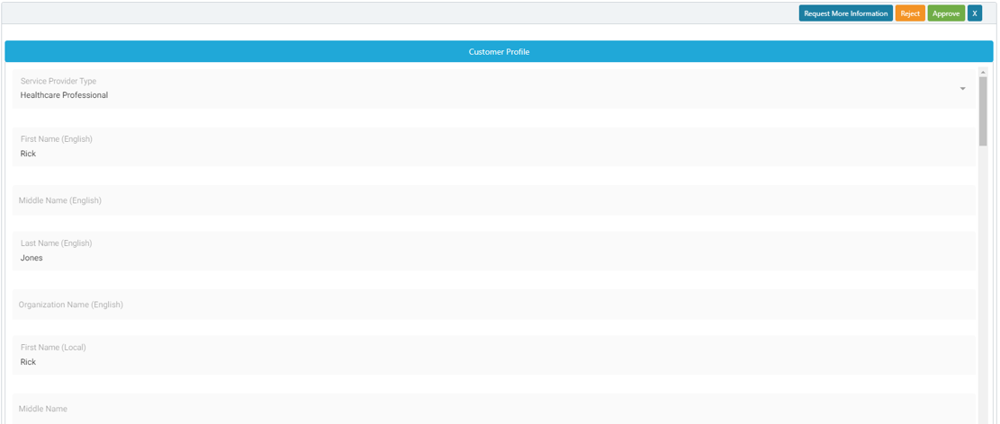 Request More Information Reject Approve X
Customer Profile
Service Provider Type
Healthcare Professional
First Name (English)
Rick
Middle Name (English)
Last Name (English)
Jones
Organization Name (English)
First Name (Local)
Rick
Middle Name